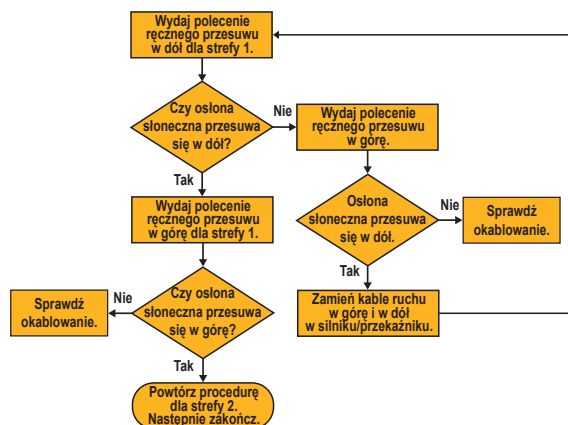 Wydaj polecenie
ręcznego przesuwu
w dół dla strefy 1.
Czy osłona
słoneczna przesuwa
się w dół?
Nie
Wydaj polecenie
ręcznego przesuwu
w górę.
Tak
Wydaj polecenie
ręcznego przesuwu
w górę dla strefy 1.
Osłona
słoneczna przesuwa
się w dół.
Nie
Sprawdź
okablowanie.
Tak
Czy osłona
słoneczna przesuwa
się w górę?
Nie
Sprawdź
okablowanie.
Zamień kable ruchu
w górę i w dół
w silniku/przekaźniku.
Tak
Powtórz procedurę
dla strefy 2.
Następnie zakończ.